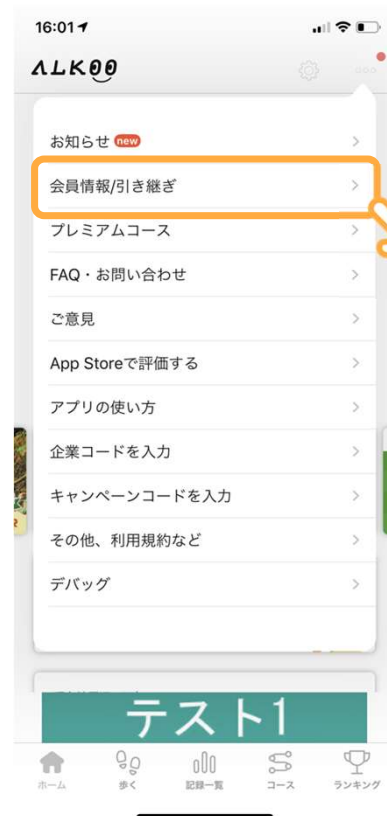 16:01
ALKOO
お知らせ new
会員情報/引き継ぎ
プレミアムコース
FAQ・お問い合わせ
ご意見
App Storeで評価する
アプリの使い方
企業コードを入力
キャンペーンコードを入力
その他、利用規約など
デバッグ
テスト1
ホーム 歩く 記録一覧 コース ランキング